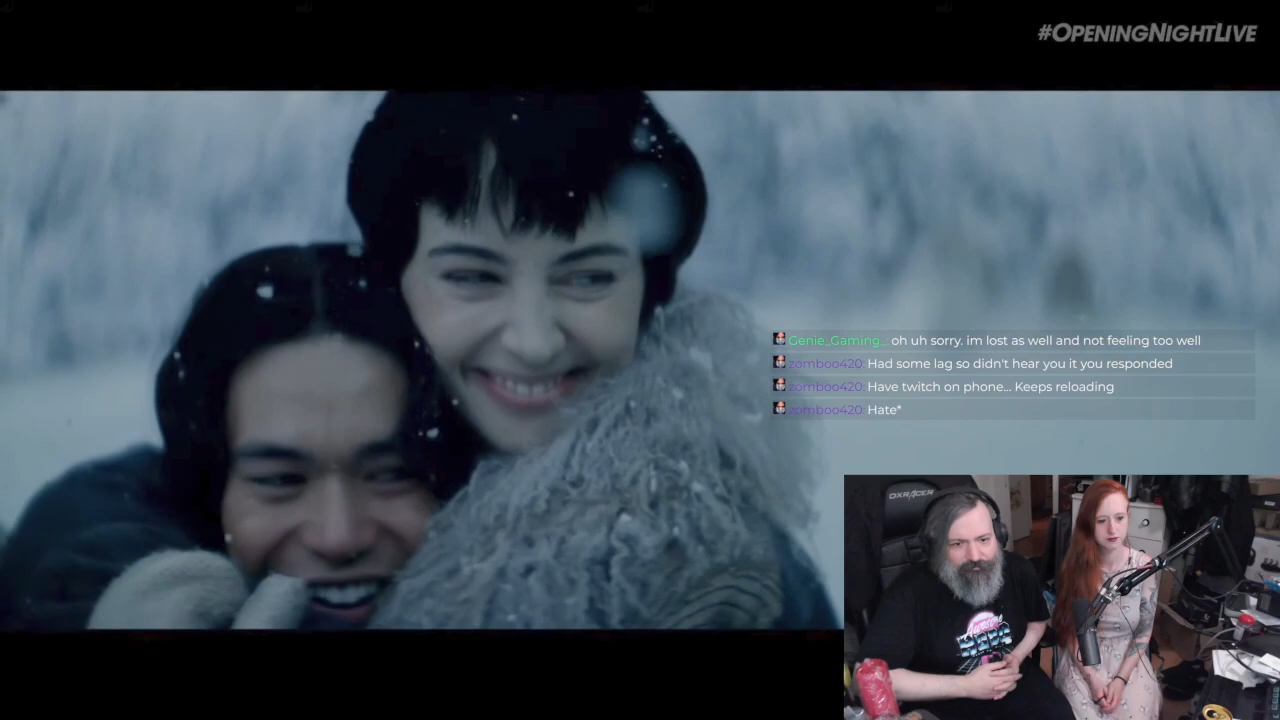 #OPENINGNIGHTLIVE
Genie_Gaming_: oh uh sorry. im lost as well and not feeling too well
zomboo420: Had some lag so didn't hear you it you responded
zomboo420: Have twitch on phone... Keeps reloading
zomboo420: Hate*
DXRACER
Awesome